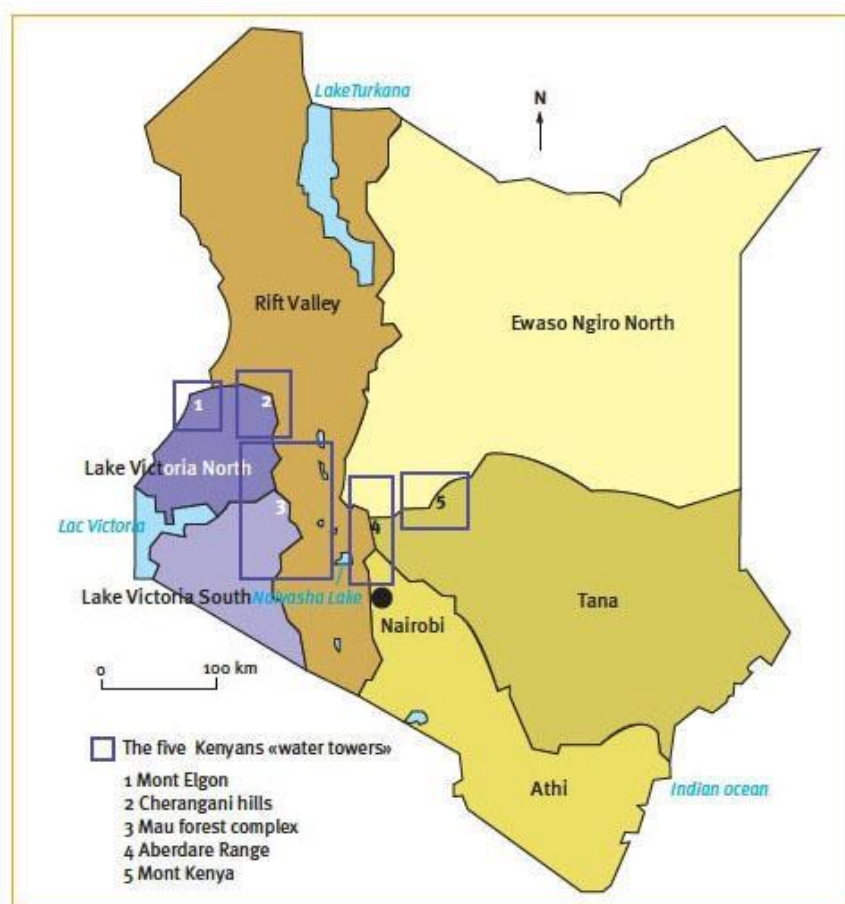 LakeTurkana
N
Rift Valley
Ewaso Ngiro North
1
2
Lake Victoria North
3
4
5
Lac Victoria
Lake Victoria South
Naivasha Lake
Tana
Nairobi
0
100 km
The five Kenyans «water towers»
1 Mont Elgon
2 Cherangani hills
3 Mau forest complex
4 Aberdare Range
5 Mont Kenya
Athi
Indian ocean